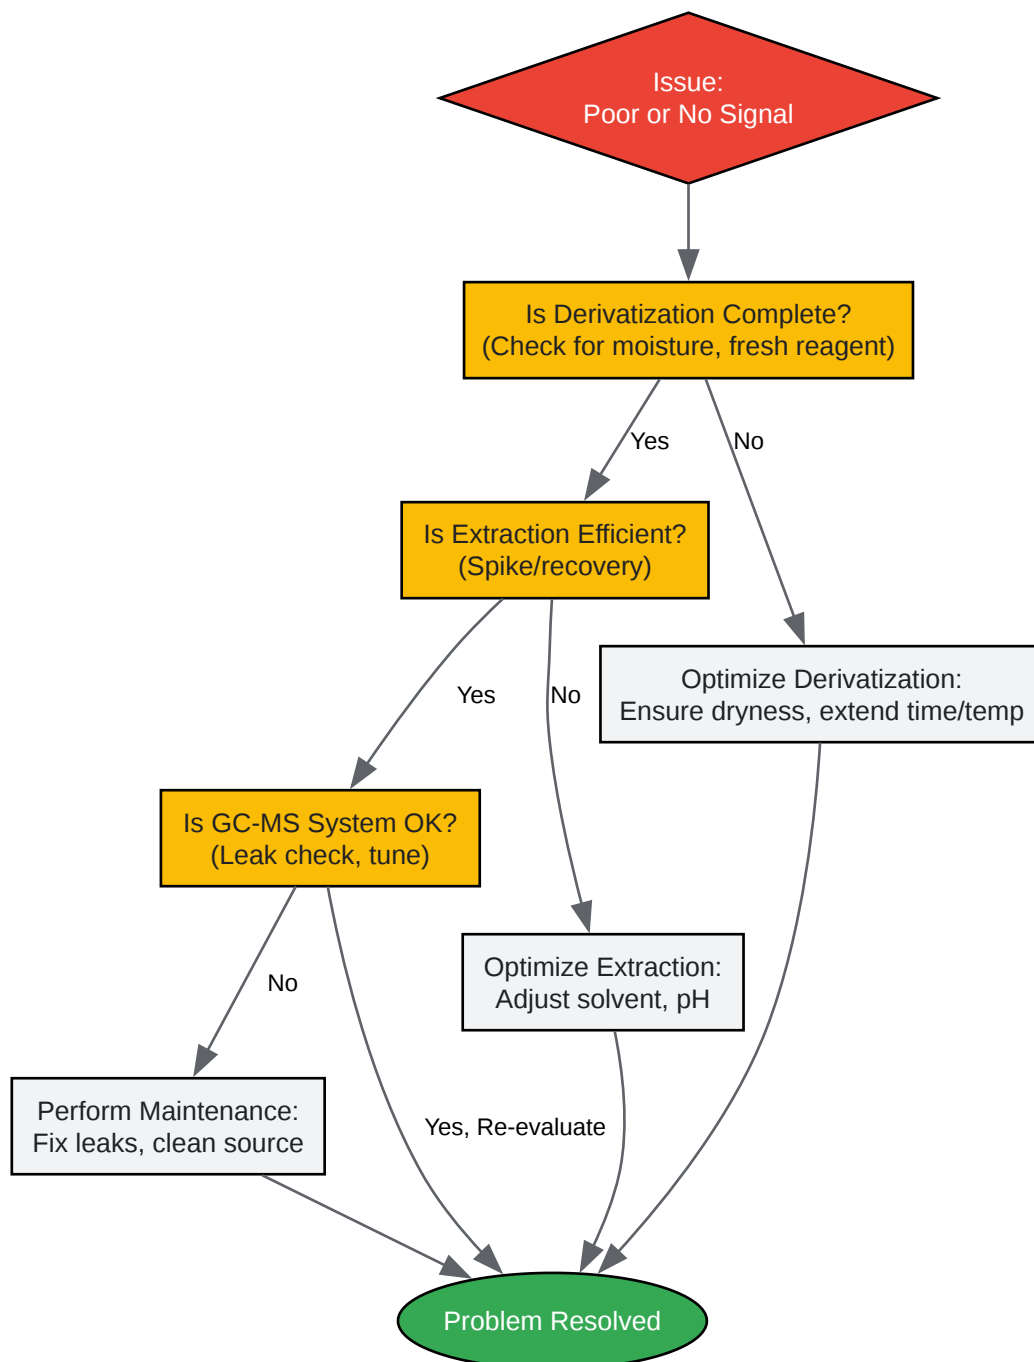 Issue:
Poor or No Signal
Is Derivatization Complete?
(Check for moisture, fresh reagent)
Yes
No
Is Extraction Efficient?
(Spike/recovery)
Optimize Derivatization:
Ensure dryness, extend time/temp
Yes
No
Is GC-MS System OK?
(Leak check, tune)
Optimize Extraction:
Adjust solvent, pH
No
Perform Maintenance:
Fix leaks, clean source
Yes, Re-evaluate
Problem Resolved